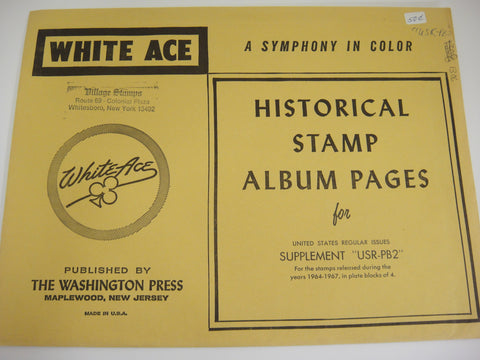 WHITE ACE
A SYMPHONY IN COLOR
Village Stamps
Route 69 - Colonial Plaza
Whitesboro, New York 13492
White Ace
HISTORICAL
STAMP
ALBUM PAGES
for
UNITED STATES REGULAR ISSUES
SUPPLEMENT "USR-PB2"
For the stamps released during the
years 1964-1967, in plate blocks of 4.
PUBLISHED BY
THE WASHINGTON PRESS
MAPLEWOOD, NEW JERSEY
MADE IN U.S.A.